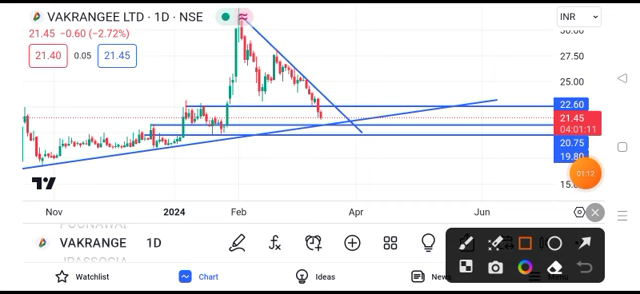 VAKRANGEE LTD · 1D · NSE
INR
21.45 −0.60 (−2.72%)
21.40 0.05 21.45
30.00
27.50
25.00
22.60
21.45
04:01:11
20.75
19.80
01:12
Nov 2024 Feb Apr Jun
VAKRANGEE 1D
Watchlist Chart Ideas News Menu